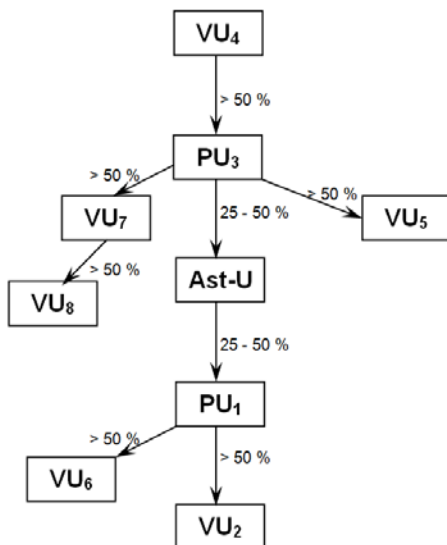 VU₄
> 50 %
PU₃
> 50 %
25 - 50 %
> 50 %
VU₇
VU₅
> 50 %
VU₈
Ast-U
25 - 50 %
PU₁
> 50 %
> 50 %
VU₆
VU₂